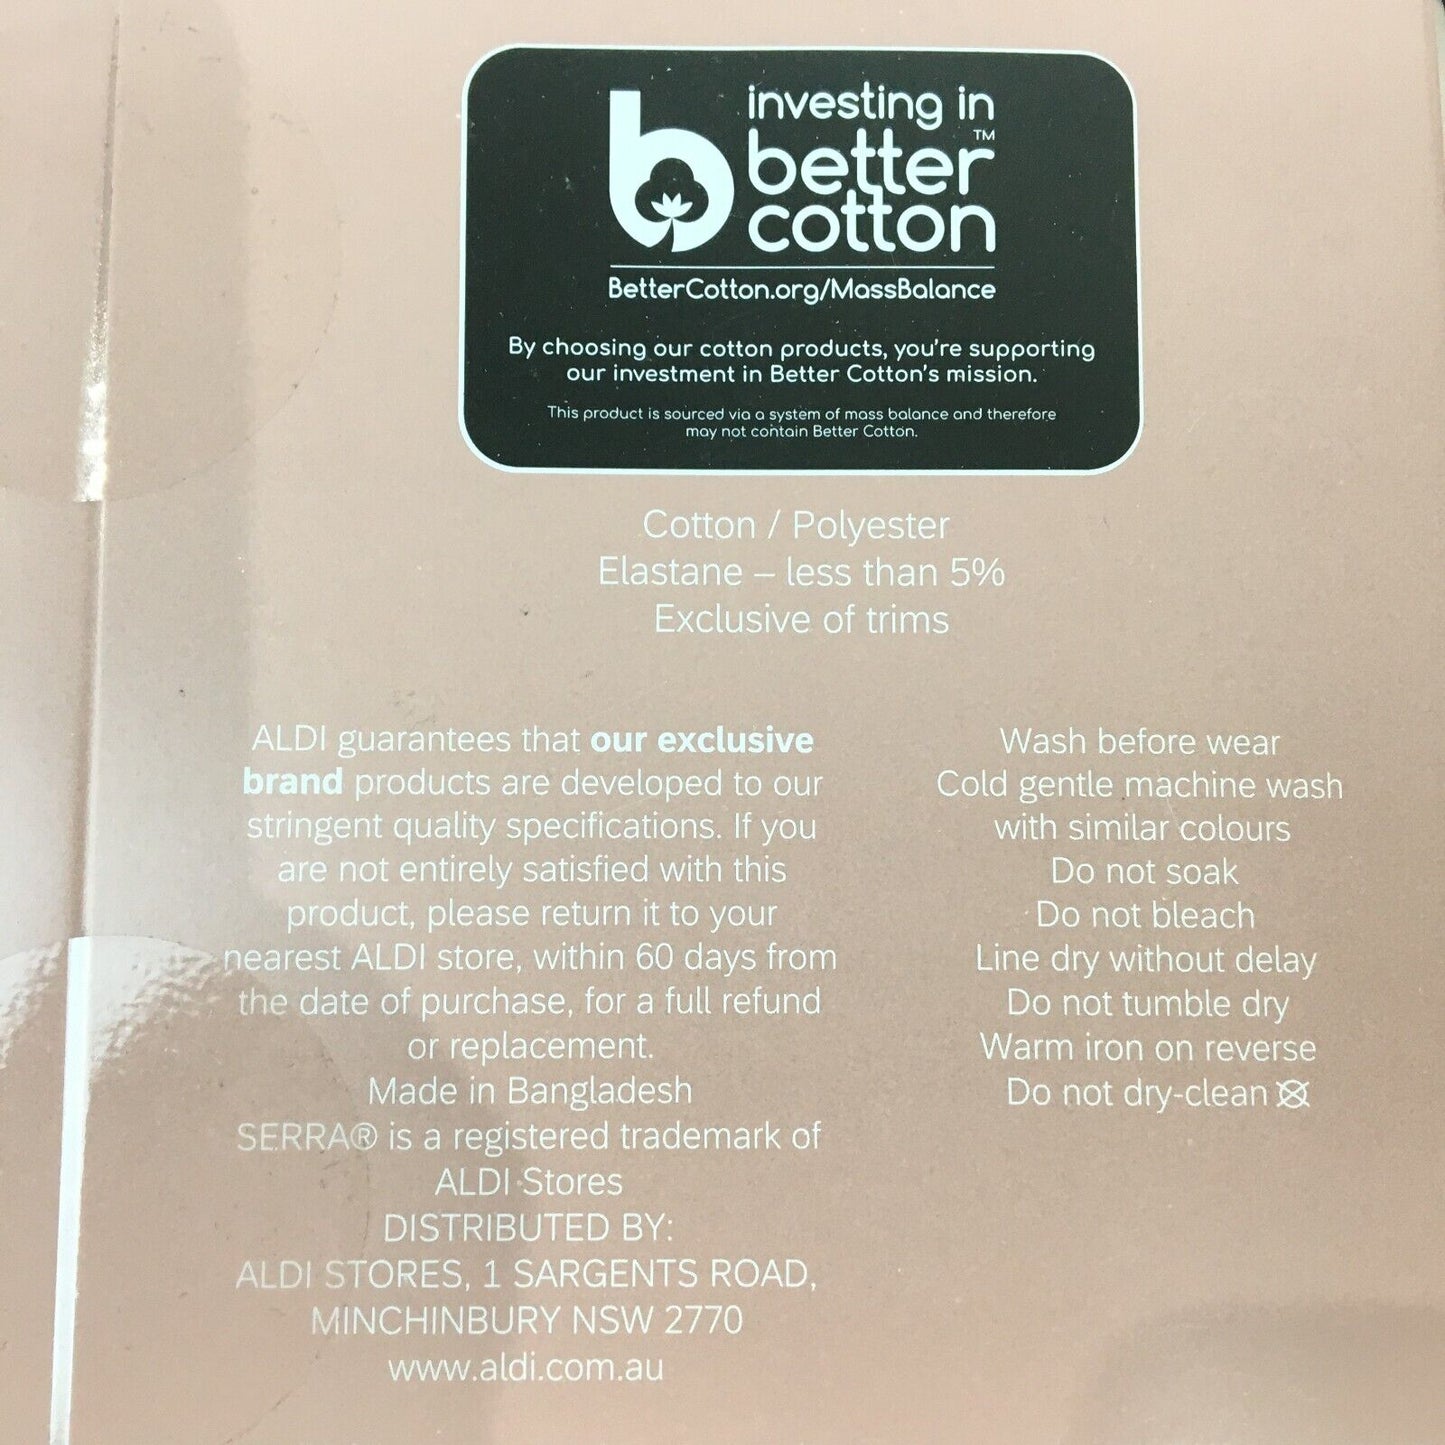 investing in
better™
cotton
BetterCotton.org/MassBalance
By choosing our cotton products, you're supporting
our investment in Better Cotton's mission.
This product is sourced via a system of mass balance and therefore
may not contain Better Cotton.
Cotton / Polyester
Elastane – less than 5%
Exclusive of trims
ALDI guarantees that our exclusive
brand products are developed to our
stringent quality specifications. If you
are not entirely satisfied with this
product, please return it to your
nearest ALDI store, within 60 days from
the date of purchase, for a full refund
or replacement.
Made in Bangladesh
SERRA® is a registered trademark of
ALDI Stores
DISTRIBUTED BY:
ALDI STORES, 1 SARGENTS ROAD,
MINCHINBURY NSW 2770
www.aldi.com.au
Wash before wear
Cold gentle machine wash
with similar colours
Do not soak
Do not bleach
Line dry without delay
Do not tumble dry
Warm iron on reverse
Do not dry-clean